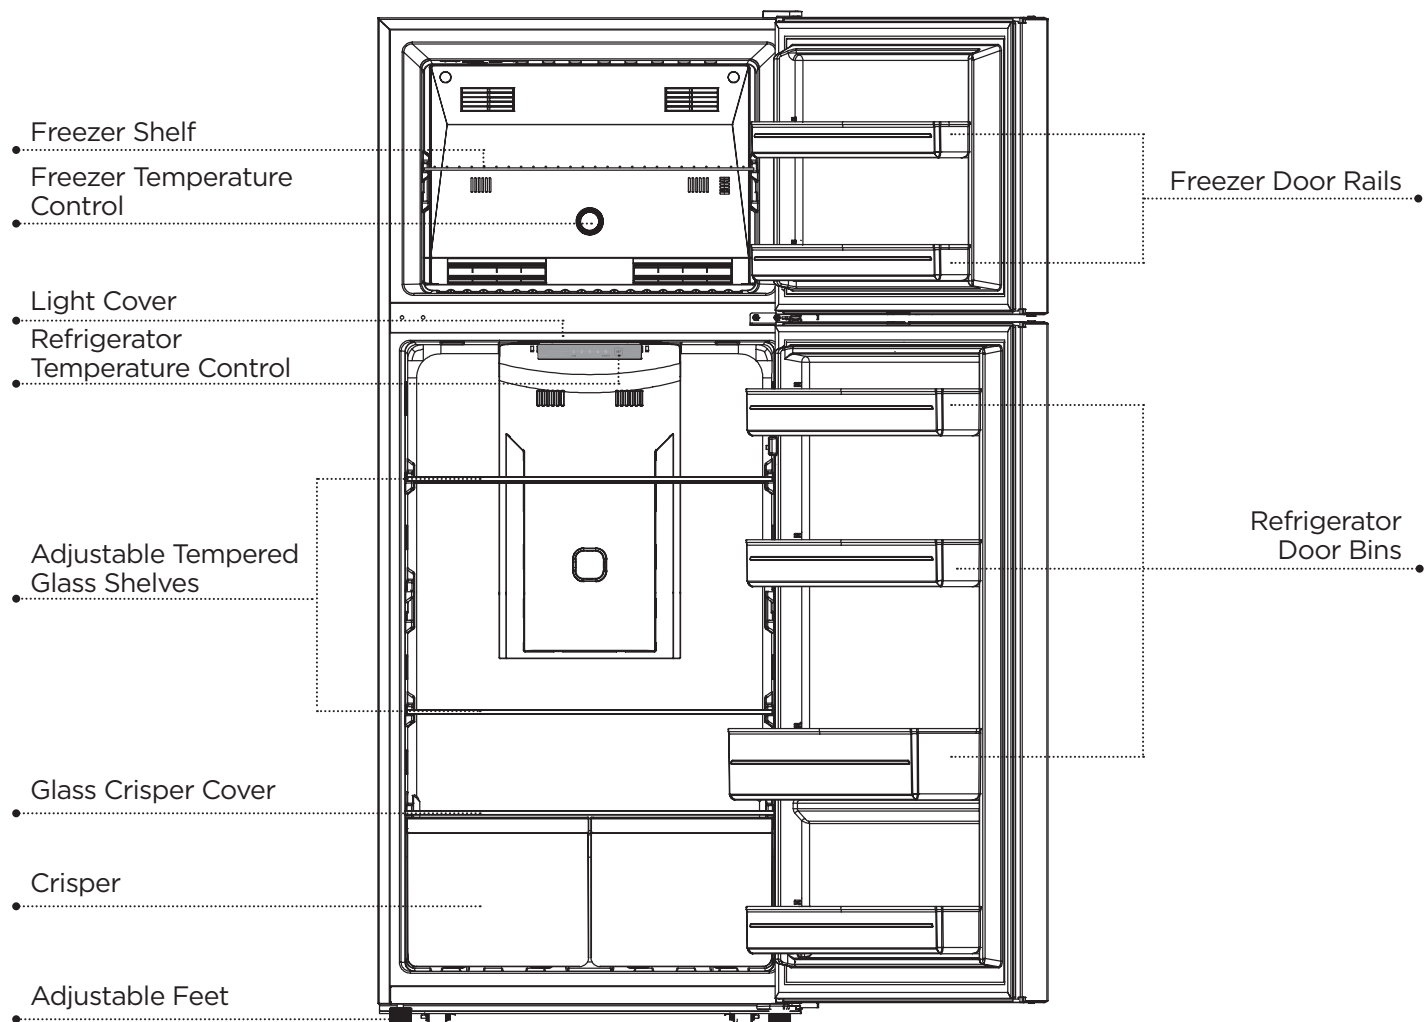 Freezer Shelf
Freezer Temperature
Control
Light Cover
Refrigerator
Temperature Control
Adjustable Tempered
Glass Shelves
Glass Crisper Cover
Crisper
Adjustable Feet
Freezer Door Rails
Refrigerator
Door Bins